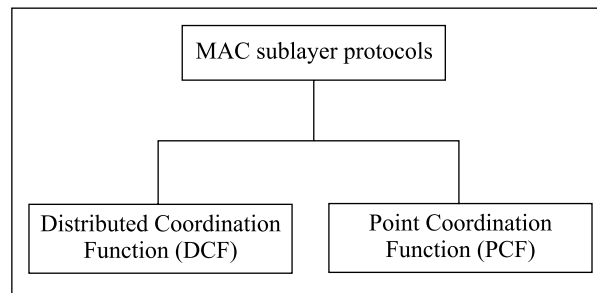 MAC sublayer protocols
Distributed Coordination
Function (DCF)
Point Coordination
Function (PCF)